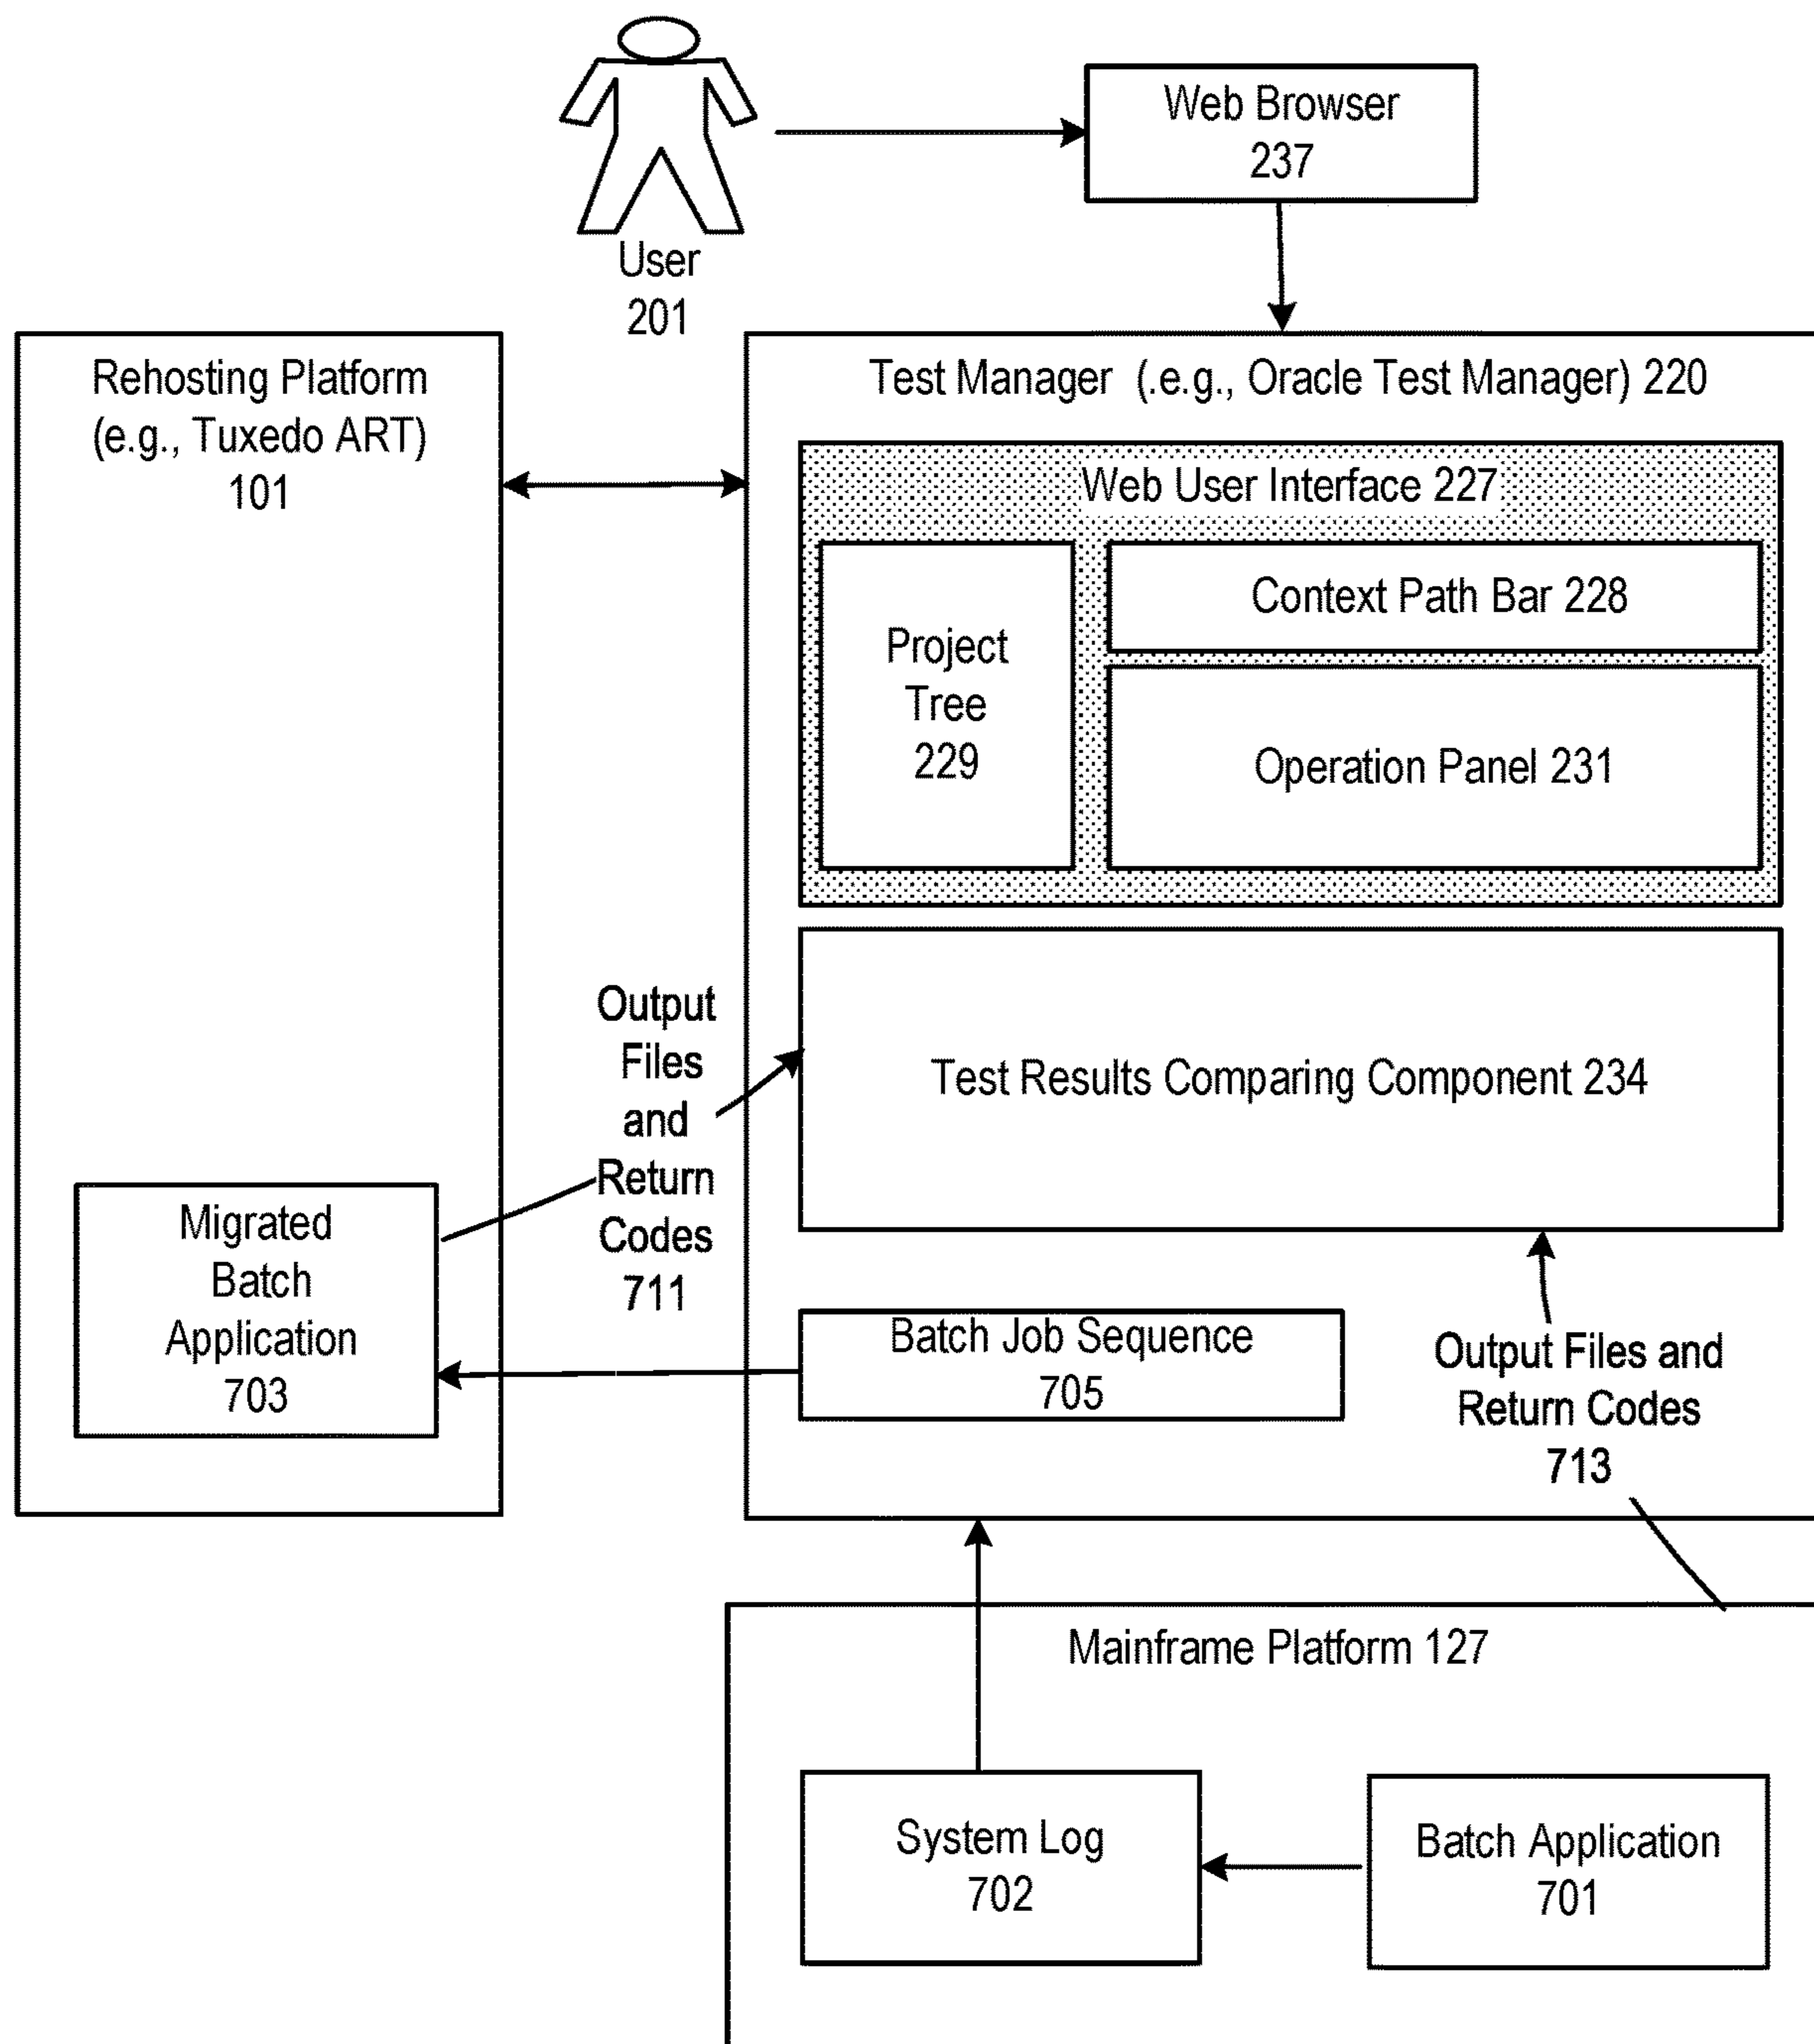 Web Browser
237
User
201
Rehosting Platform
(e.g., Tuxedo ART)
101
Test Manager (.e.g., Oracle Test Manager) 220
Web User Interface 227
Project
Tree
229
Context Path Bar 228
Operation Panel 231
Output
Files
and
Return
Codes
711
Test Results Comparing Component 234
Migrated
Batch
Application
703
Batch Job Sequence
705
Output Files and
Return Codes
713
Mainframe Platform 127
System Log
702
Batch Application
701